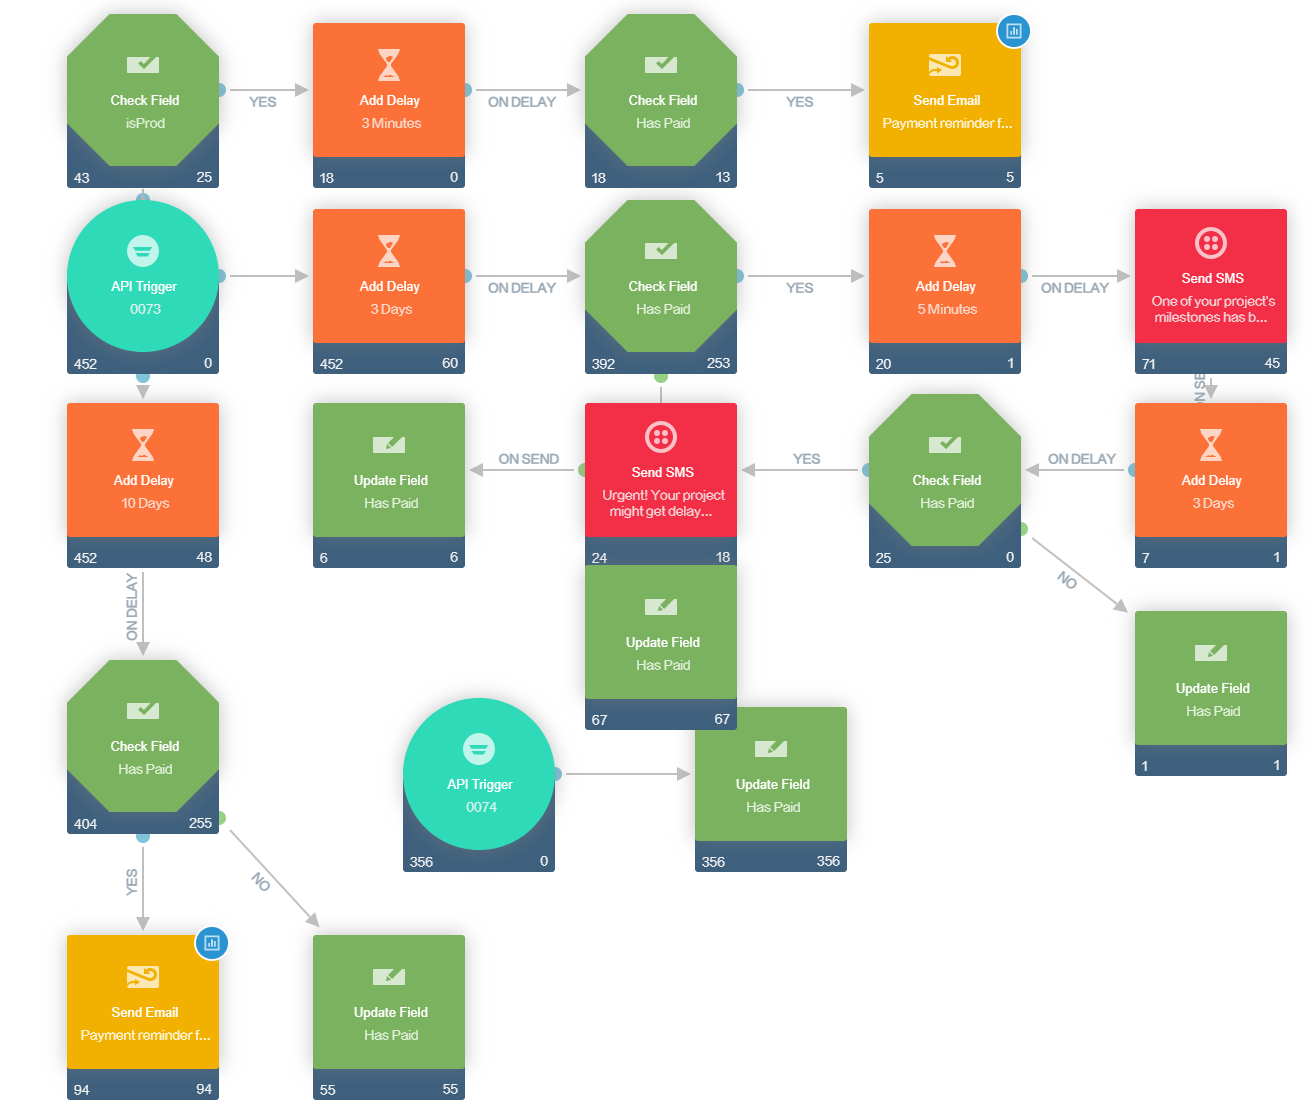 Check Field
isProd
43 25
YES
Add Delay
3 Minutes
18 0
ON DELAY
Check Field
Has Paid
18 13
YES
Send Email
Payment reminder f...
5 5
API Trigger
0073
452 0
Add Delay
3 Days
452 60
ON DELAY
Check Field
Has Paid
392 253
YES
Add Delay
5 Minutes
20 1
ON DELAY
Send SMS
One of your project's
milestones has b...
71 45
ON SE
Add Delay
10 Days
452 48
Update Field
Has Paid
6 6
ON SEND
Send SMS
Urgent! Your project
might get delay...
24 18
YES
Check Field
Has Paid
25 0
ON DELAY
Add Delay
3 Days
7 1
ON DELAY
NO
Update Field
Has Paid
67 67
Update Field
Has Paid
1 1
Check Field
Has Paid
404 255
API Trigger
0074
356 0
Update Field
Has Paid
356 356
YES
NO
Send Email
Payment reminder f...
94 94
Update Field
Has Paid
55 55